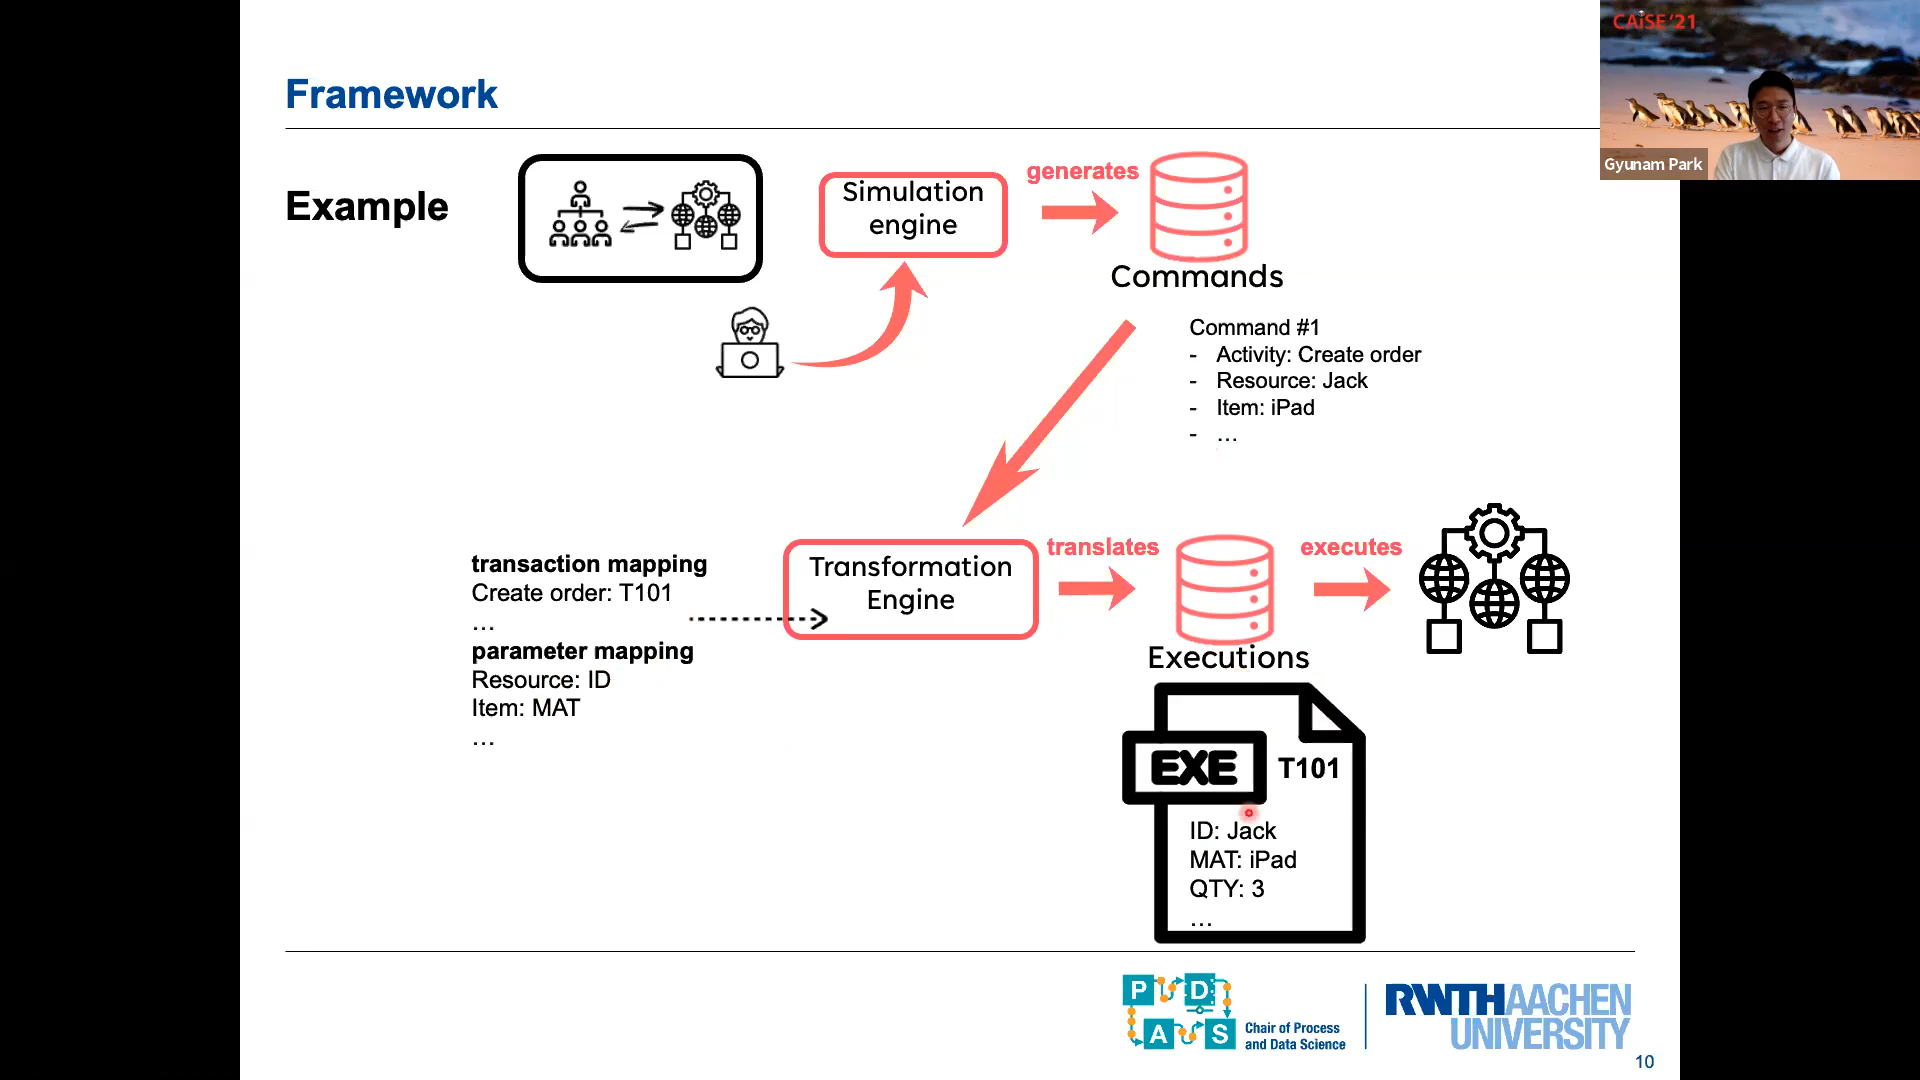 CAiSE'21
Gyunam Park
Framework
Example
Simulation
engine
generates
Commands
Command #1
- Activity: Create order
- Resource: Jack
- Item: iPad
- …
transaction mapping
Create order: T101
…
parameter mapping
Resource: ID
Item: MAT
…
Transformation
Engine
translates
Executions
executes
EXE
T101
ID: Jack
MAT: iPad
QTY: 3
…
P D
A S
Chair of Process
and Data Science
RWTH AACHEN
UNIVERSITY
10